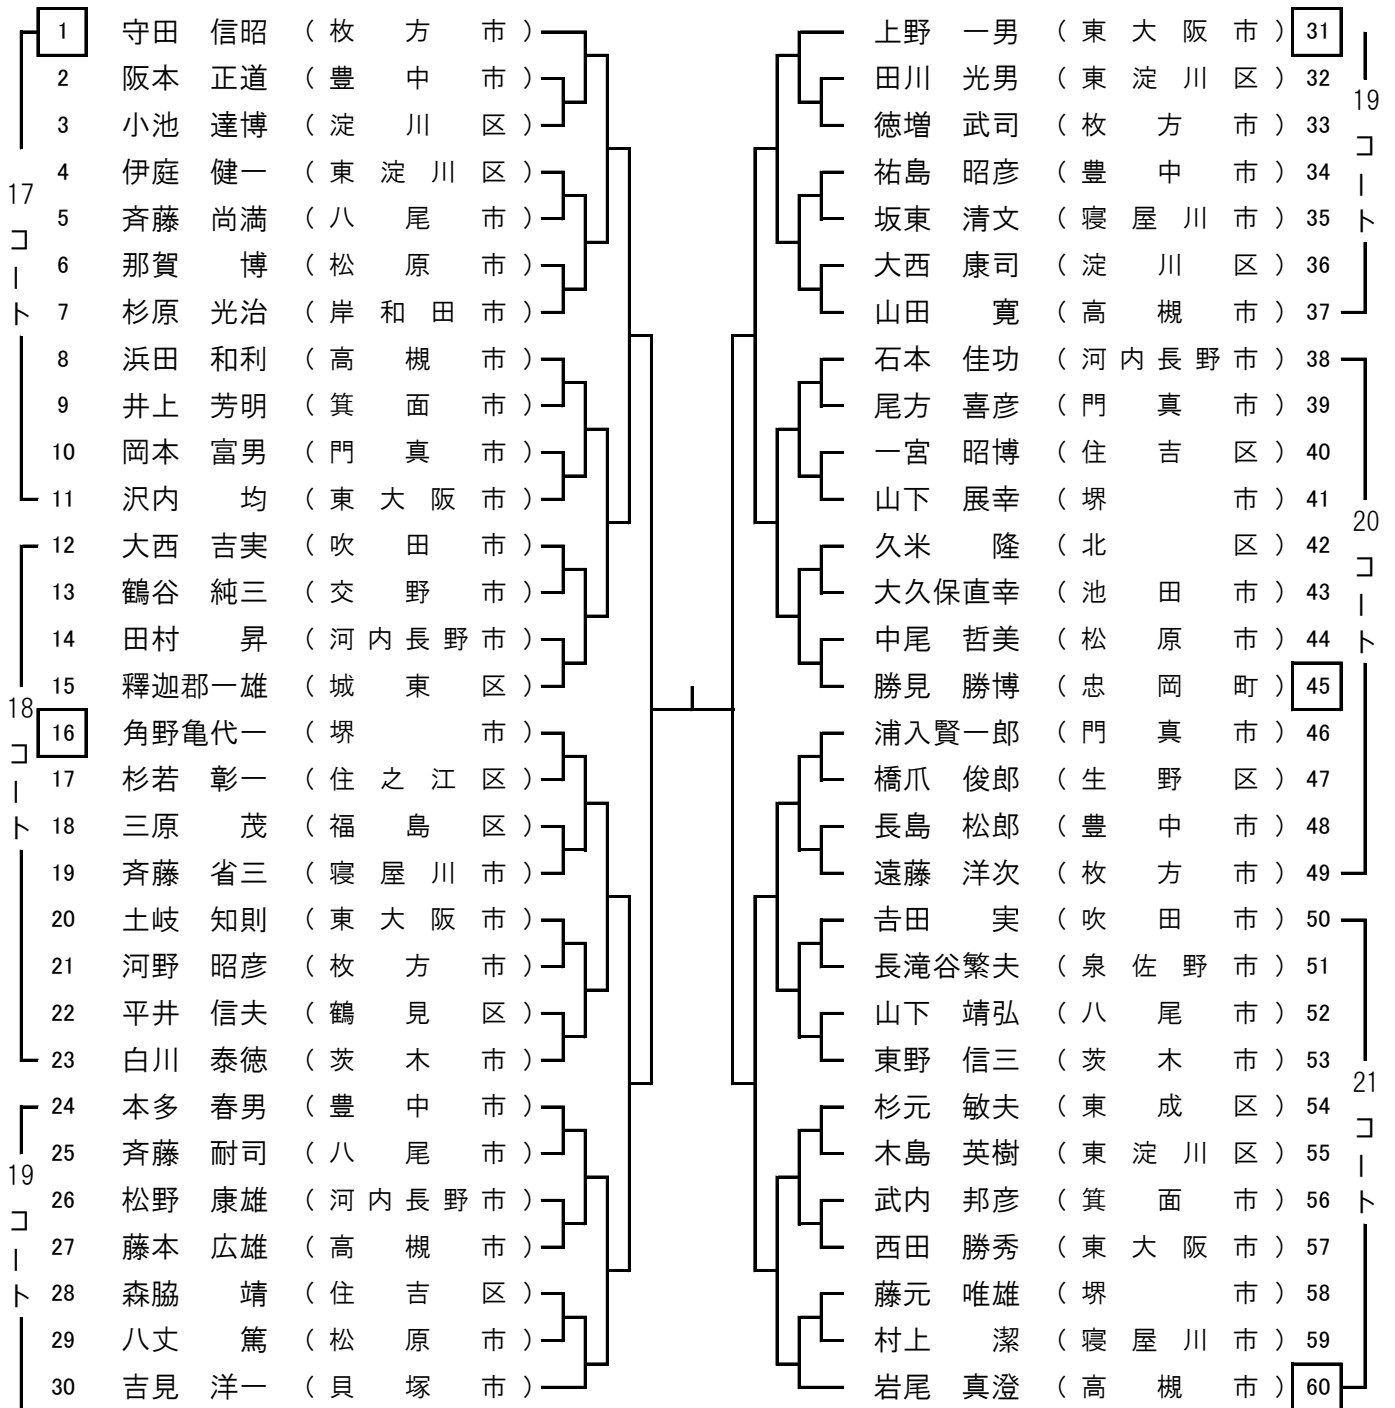 1 守田 信昭 （枚方市）
2 阪本 正道 （豊中市）
3 小池 達博 （淀川区）
4 伊庭 健一 （東淀川区）
5 斉藤 尚満 （八尾市）
6 那賀 博 （松原市）
7 杉原 光治 （岸和田市）
8 浜田 和利 （高槻市）
9 井上 芳明 （箕面市）
10 岡本 富男 （門真市）
11 沢内 均 （東大阪市）
17コート
12 大西 吉実 （吹田市）
13 鶴谷 純三 （交野市）
14 田村 昇 （河内長野市）
15 釋迦郡一雄 （城東区）
16 角野亀代一 （堺市）
17 杉若 彰一 （住之江区）
18 三原 茂 （福島区）
19 斉藤 省三 （寝屋川市）
20 土岐 知則 （東大阪市）
21 河野 昭彦 （枚方市）
22 平井 信夫 （鶴見区）
23 白川 泰徳 （茨木市）
18コート
24 本多 春男 （豊中市）
25 斉藤 耐司 （八尾市）
26 松野 康雄 （河内長野市）
27 藤本 広雄 （高槻市）
28 森脇 靖 （住吉区）
29 八丈 篤 （松原市）
30 吉見 洋一 （貝塚市）
19コート
上野 一男 （東大阪市） 31
田川 光男 （東淀川区） 32
徳増 武司 （枚方市） 33
祐島 昭彦 （豊中市） 34
坂東 清文 （寝屋川市） 35
大西 康司 （淀川区） 36
山田 寛 （高槻市） 37
19コート
石本 佳功 （河内長野市） 38
尾方 喜彦 （門真市） 39
一宮 昭博 （住吉区） 40
山下 展幸 （堺市） 41
久米 隆 （北区） 42
大久保直幸 （池田市） 43
中尾 哲美 （松原市） 44
勝見 勝博 （忠岡町） 45
浦入賢一郎 （門真市） 46
橋爪 俊郎 （生野区） 47
長島 松郎 （豊中市） 48
遠藤 洋次 （枚方市） 49
20コート
吉田 実 （吹田市） 50
長滝谷繁夫 （泉佐野市） 51
山下 靖弘 （八尾市） 52
東野 信三 （茨木市） 53
杉元 敏夫 （東成区） 54
木島 英樹 （東淀川区） 55
武内 邦彦 （箕面市） 56
西田 勝秀 （東大阪市） 57
藤元 唯雄 （堺市） 58
村上 潔 （寝屋川市） 59
岩尾 真澄 （高槻市） 60
21コート